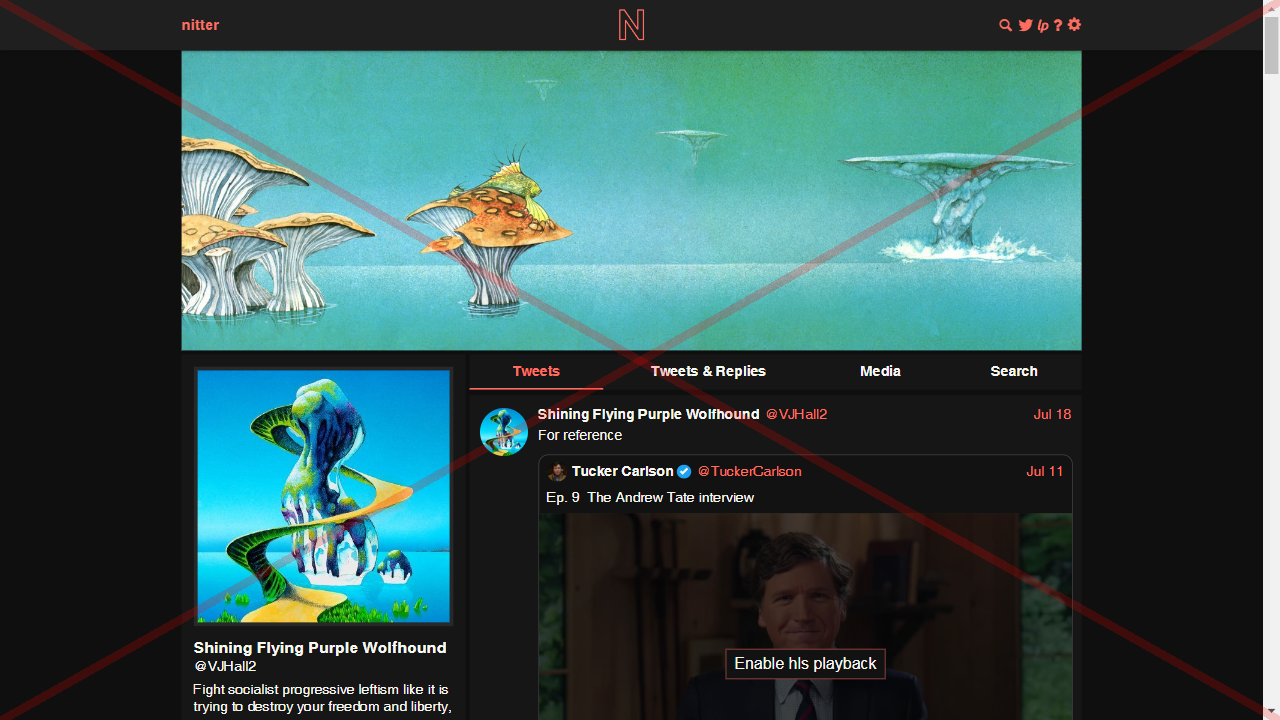 nitter
N
lp ?
Tweets
Tweets & Replies
Media
Search
Shining Flying Purple Wolfhound @VJHall2 Jul 18
For reference
Tucker Carlson @TuckerCarlson Jul 11
Ep. 9 The Andrew Tate interview
Enable hls playback
Shining Flying Purple Wolfhound
@VJHall2
Fight socialist progressive leftism like it is
trying to destroy your freedom and liberty,